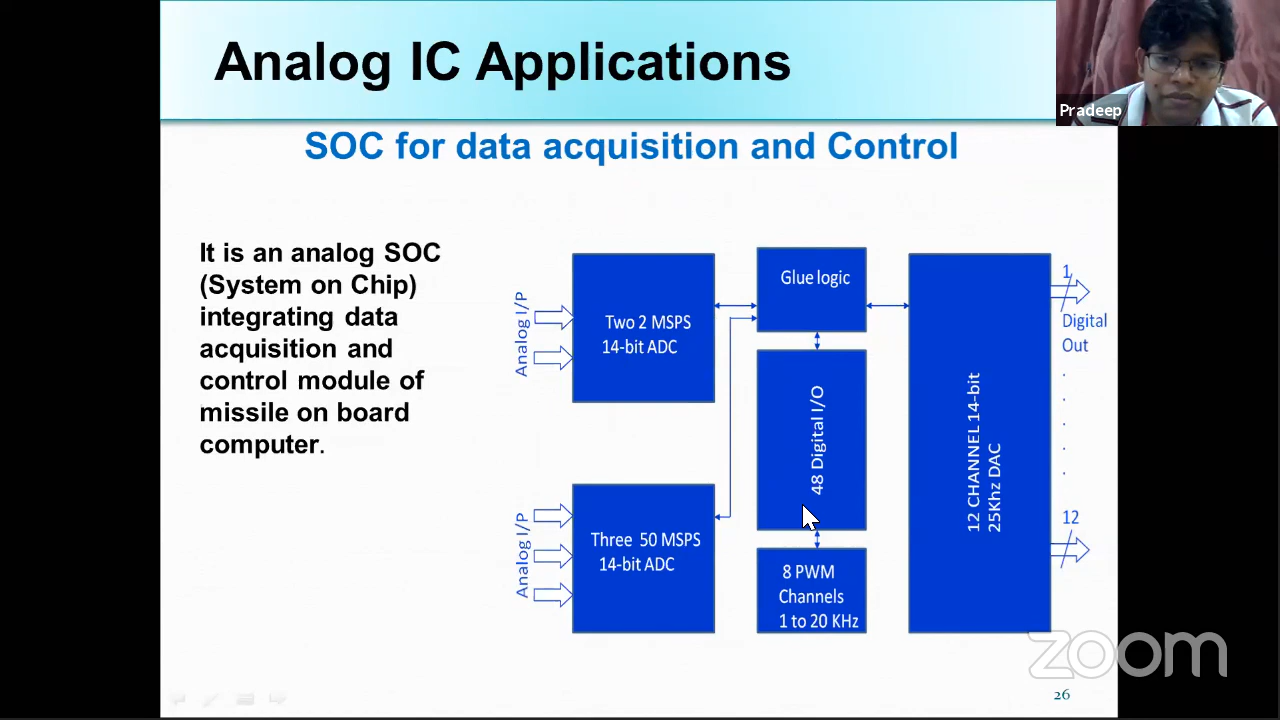 Analog IC Applications
Pradeep
SOC for data acquisition and Control
It is an analog SOC
(System on Chip)
integrating data
acquisition and
control module of
missile on board
computer.
Analog I/P
Two 2 MSPS
14-bit ADC
Analog I/P
Three 50 MSPS
14-bit ADC
Glue logic
48 Digital I/O
8 PWM
Channels
1 to 20 KHz
12 CHANNEL 14-bit
25Khz DAC
1
Digital
Out
12
zoom
26